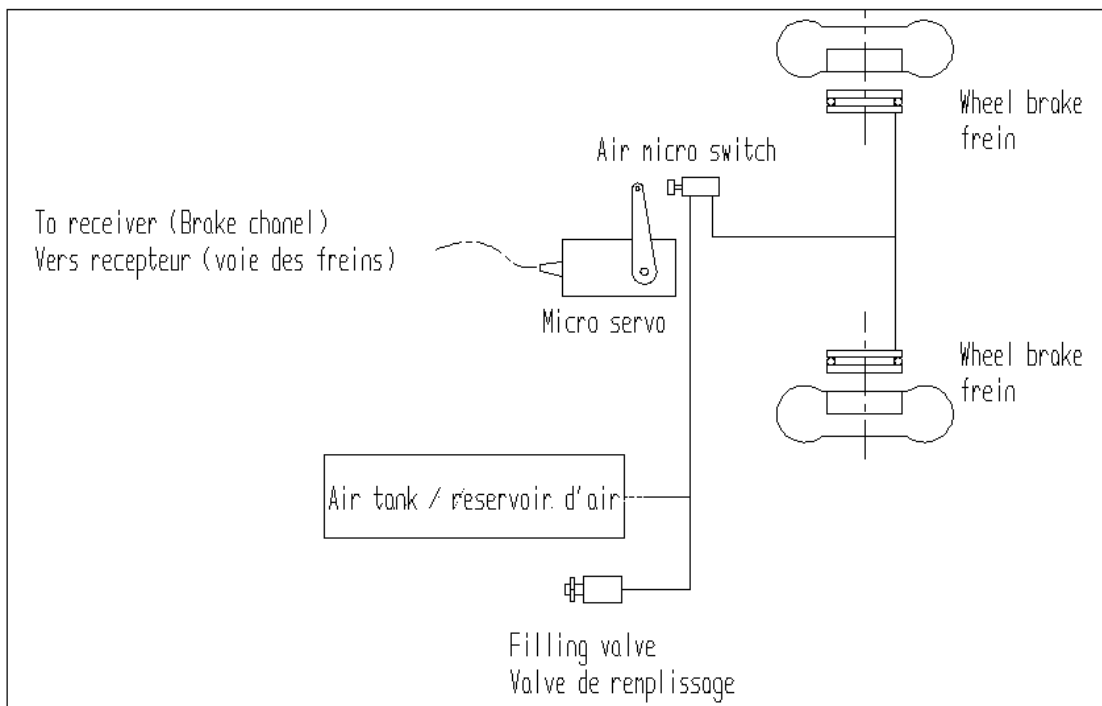 Wheel brake
frein
Air micro switch
To receiver (Brake chanel)
Vers recepteur (voie des freins)
Micro servo
Wheel brake
frein
Air tank / reservoir d'air
Filling valve
Valve de remplissage